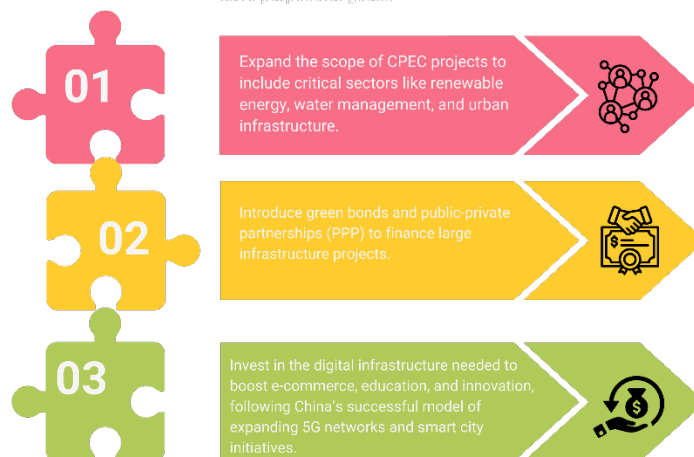 01
Expand the scope of CPEC projects to
include critical sectors like renewable
energy, water management, and urban
infrastructure.
02
Introduce green bonds and public-private
partnerships (PPP) to finance large
infrastructure projects.
03
Invest in the digital infrastructure needed to
boost e-commerce, education, and innovation,
following China's successful model of
expanding 5G networks and smart city
initiatives.